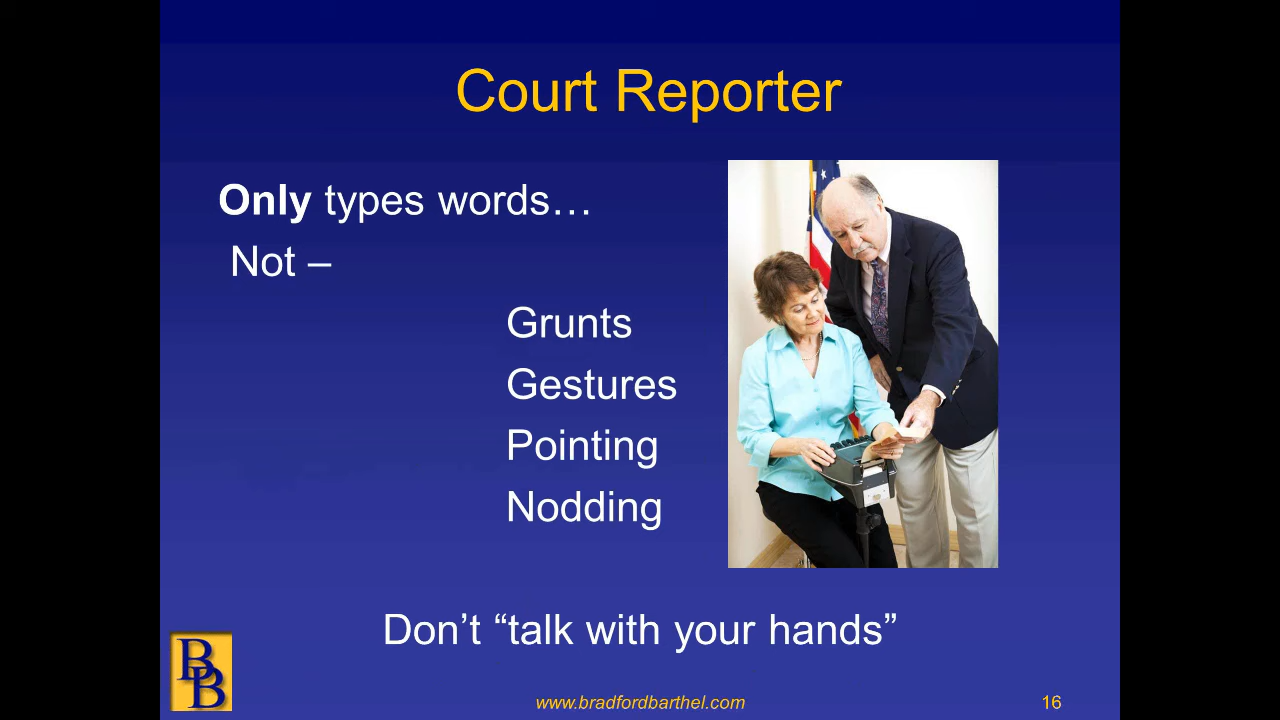 Court Reporter
Only types words…
Not –
Grunts
Gestures
Pointing
Nodding
Don’t “talk with your hands”
BB
www.bradfordbarthel.com
16